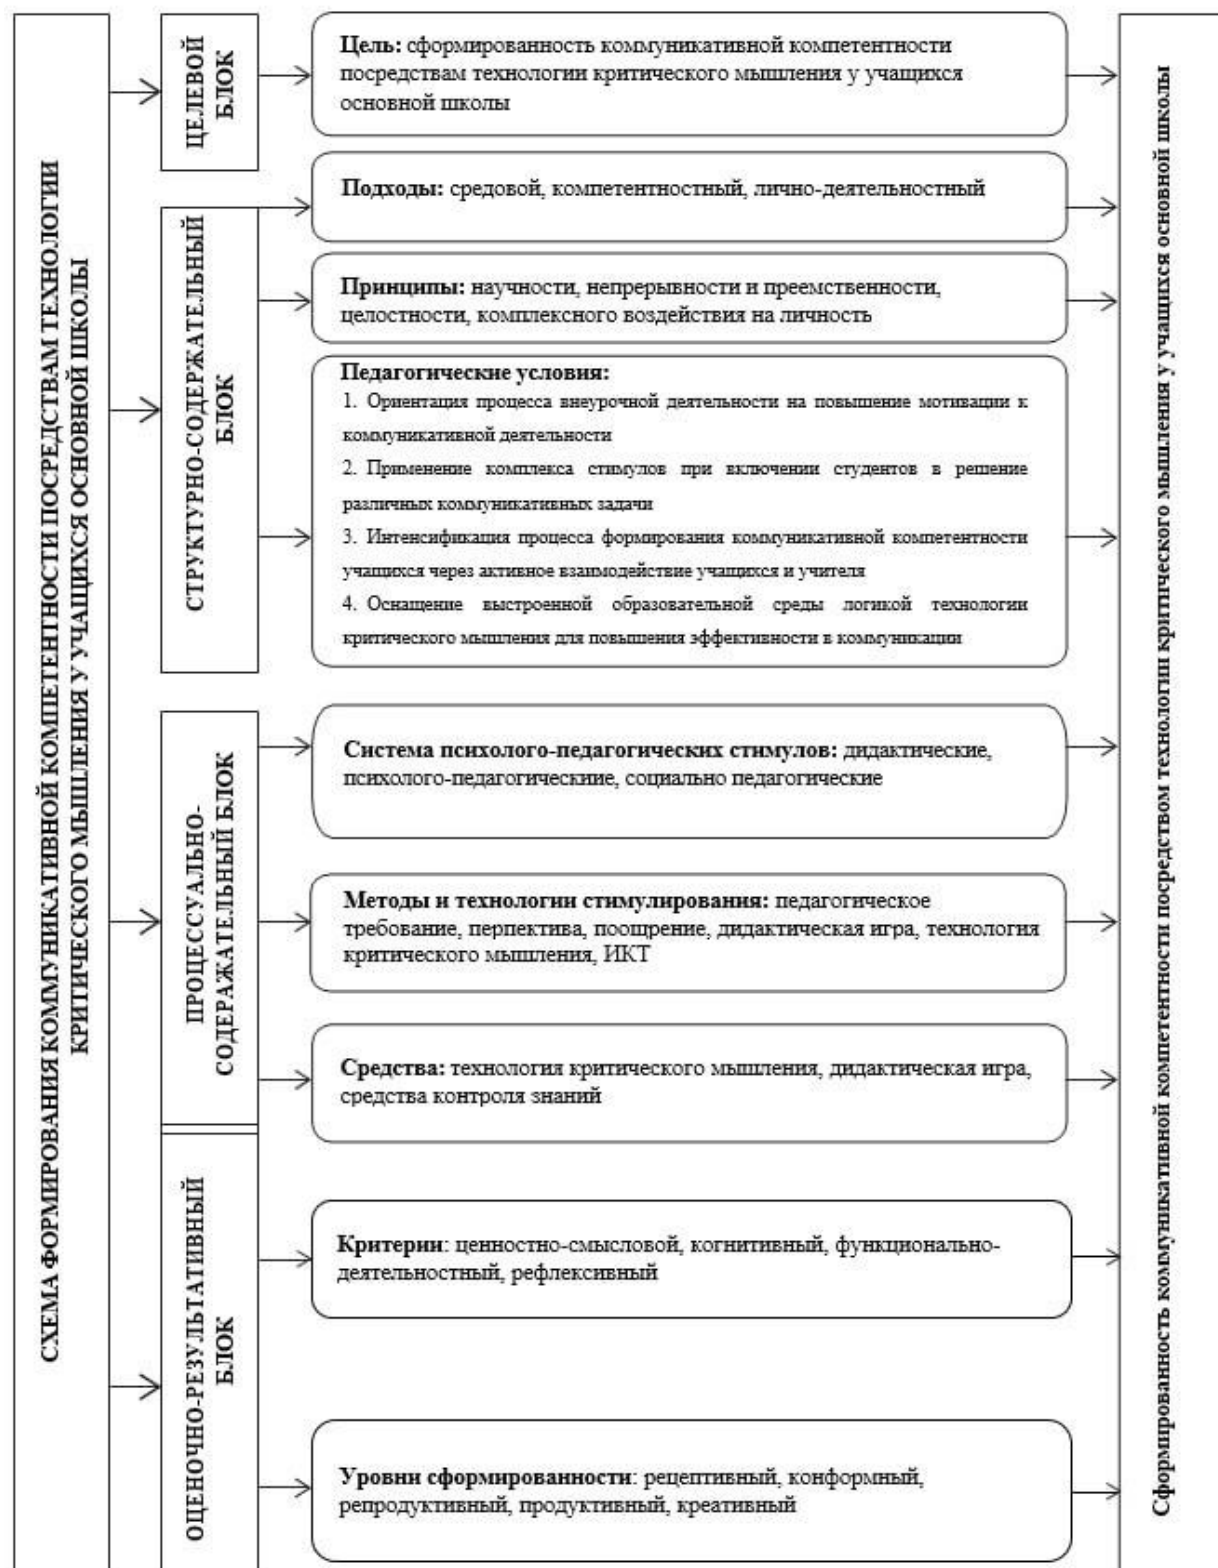 СХЕМА ФОРМИРОВАНИЯ КОММУНИКАТИВНОЙ КОМПЕТЕНТНОСТИ ПОСРЕДСТВАМ ТЕХНОЛОГИИ
КРИТИЧЕСКОГО МЫШЛЕНИЯ У УЧАЩИХСЯ ОСНОВНОЙ ШКОЛЫ
ЦЕЛЕВОЙ
БЛОК
Цель: сформированность коммуникативной компетентности
посредствам технологии критического мышления у учащихся
основной школы
СТРУКТУРНО-СОДЕРЖАТЕЛЬНЫЙ
БЛОК
Подходы: средовой, компетентностный, лично-деятельностный
Принципы: научности, непрерывности и преемственности,
целостности, комплексного воздействия на личность
Педагогические условия:
1. Ориентация процесса внеурочной деятельности на повышение мотивации к
коммуникативной деятельности
2. Применение комплекса стимулов при включении студентов в решение
различных коммуникативных задачи
3. Интенсификация процесса формирования коммуникативной компетентности
учащихся через активное взаимодействие учащихся и учителя
4. Оснащение выстроенной образовательной среды логикой технологии
критического мышления для повышения эффективности в коммуникации
ПРОЦЕССУАЛЬНО-
СОДЕРАЖАТЕЛЬНЫЙ БЛОК
Система психолого-педагогических стимулов: дидактические,
психолого-педагогическиие, социально педагогические
Методы и технологии стимулирования: педагогическое
требование, перпектива, поощрение, дидактическая игра, технология
критического мышления, ИКТ
Средства: технология критического мышления, дидактическая игра,
средства контроля знаний
ОЦЕНОЧНО-РЕЗУЛЬТАТИВНЫЙ
БЛОК
Критерии: ценностно-смысловой, когнитивный, функционально-
деятельностный, рефлексивный
Уровни сформированности: рецептивный, конформный,
репродуктивный, продуктивный, креативный
Сформированность коммуникативной компетентности посредством технологии критического мышления у учащихся основной школы